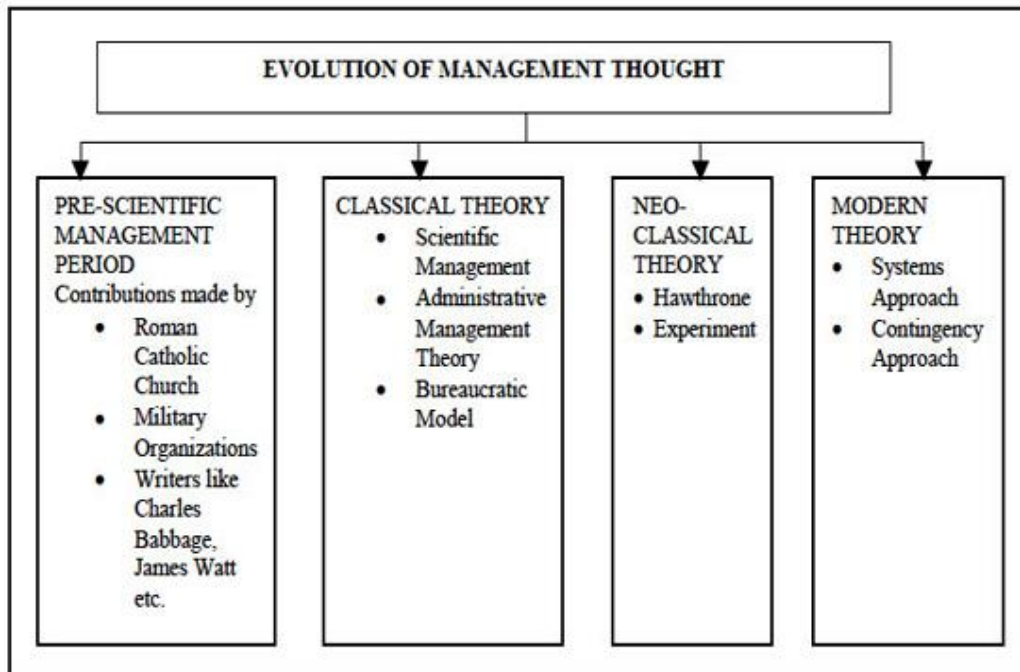 EVOLUTION OF MANAGEMENT THOUGHT
PRE-SCIENTIFIC
MANAGEMENT
PERIOD
Contributions made by
• Roman
Catholic
Church
• Military
Organizations
• Writers like
Charles
Babbage,
James Watt
etc.
CLASSICAL THEORY
• Scientific
Management
• Administrative
Management
Theory
• Bureaucratic
Model
NEO-
CLASSICAL
THEORY
• Hawthrone
• Experiment
MODERN
THEORY
• Systems
Approach
• Contingency
Approach